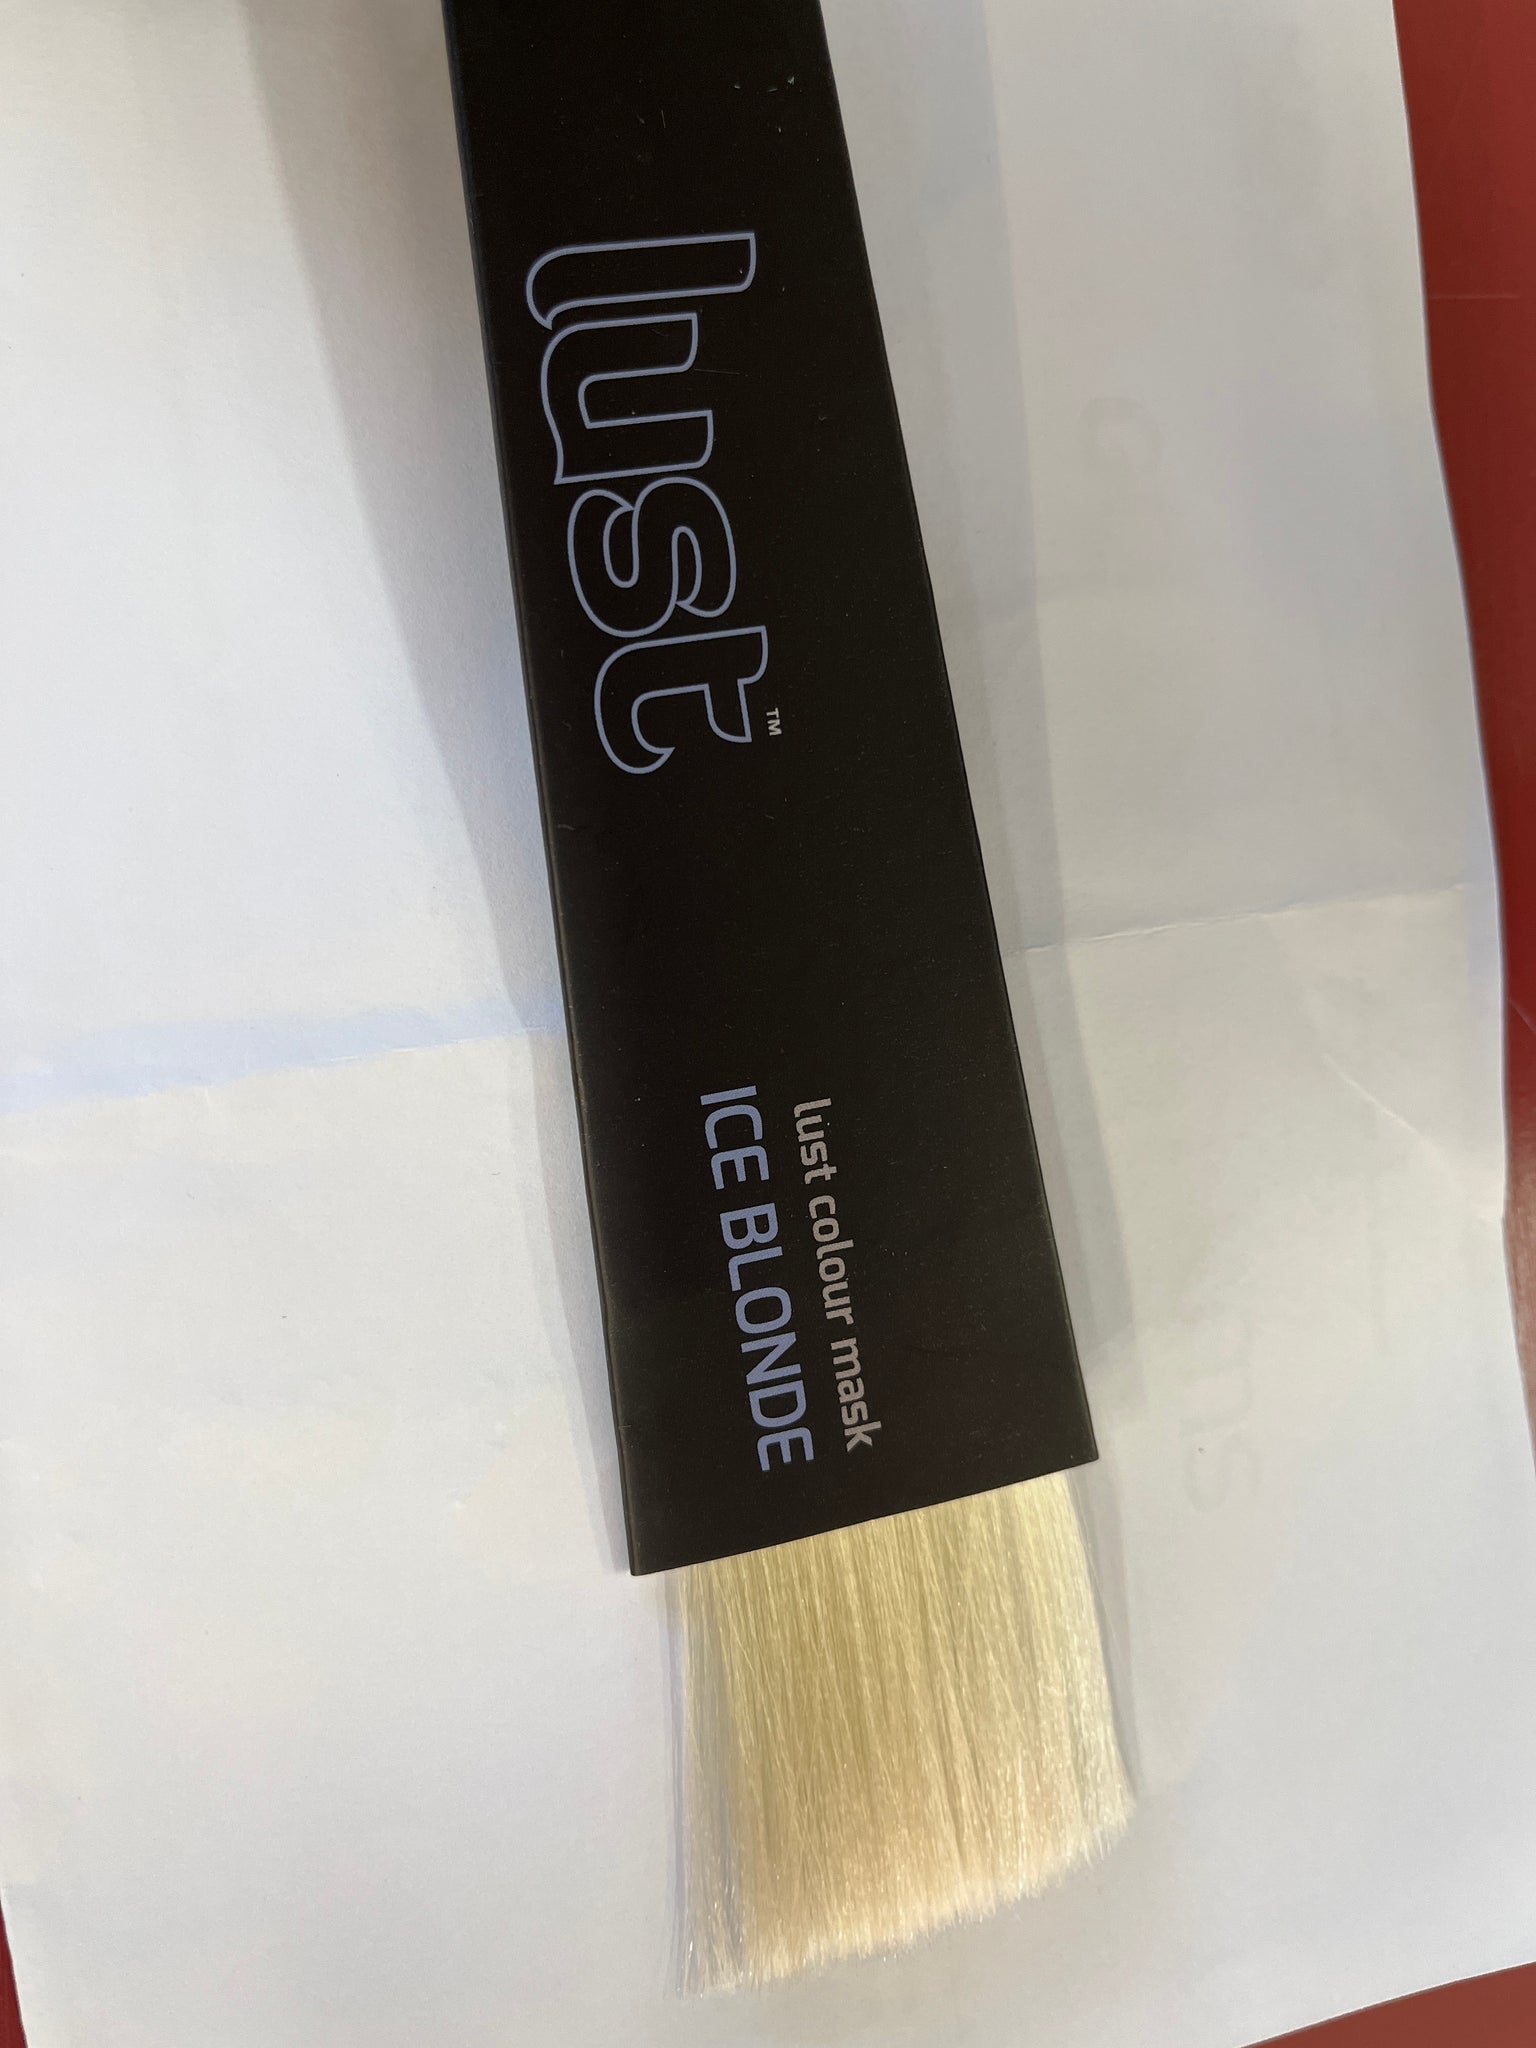 lust™
lust colour mask
ICE BLONDE